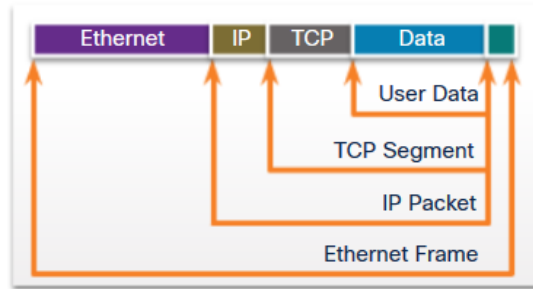 Ethernet IP TCP Data
User Data
TCP Segment
IP Packet
Ethernet Frame